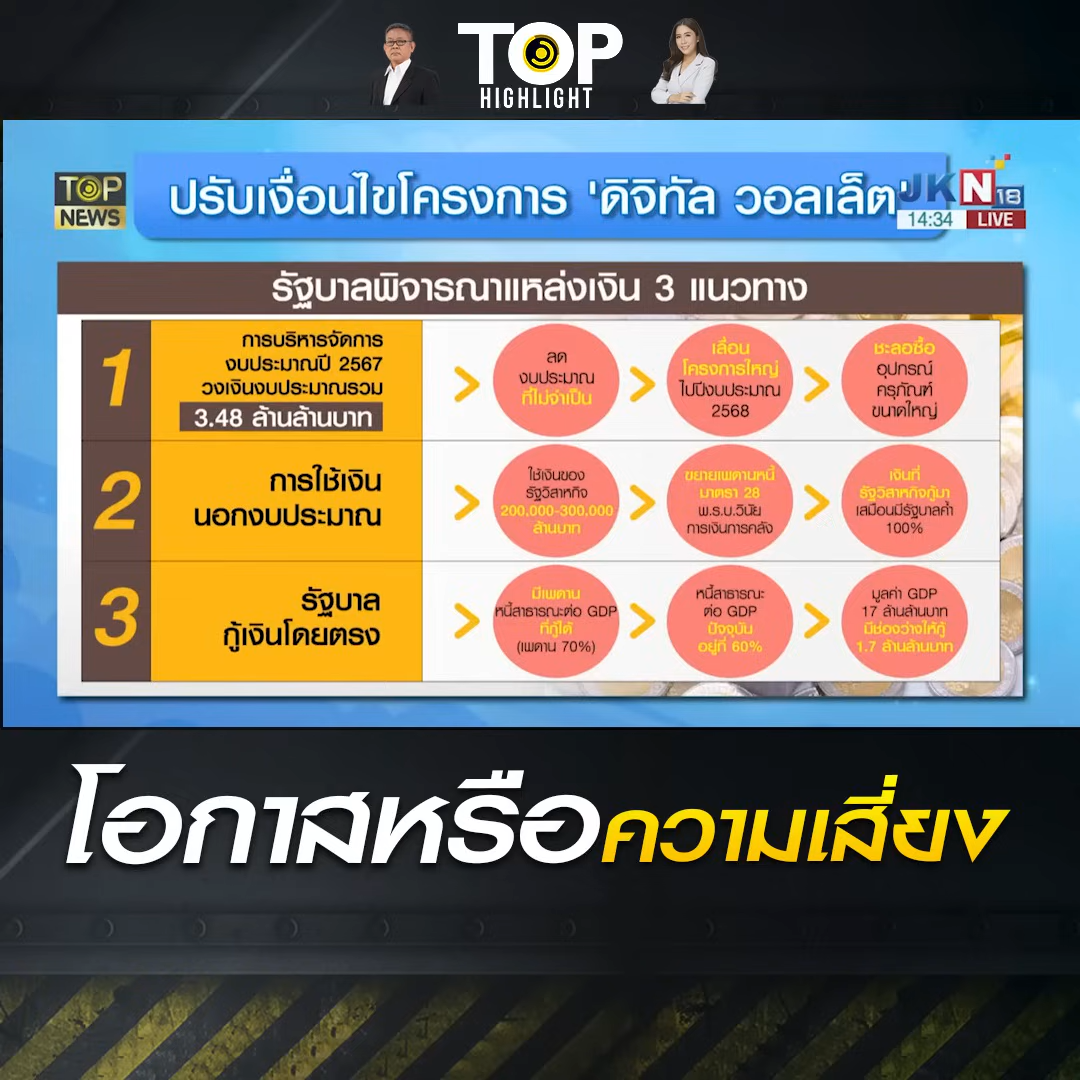 TOP
HIGHLIGHT
TOP
NEWS
ปรับเงื่อนไขโครงการ 'ดิจิทัล วอลเล็ต'
JKN18
14:34 LIVE
รัฐบาลพิจารณาแหล่งเงิน 3 แนวทาง
1
การบริหารจัดการ
งบประมาณปี 2567
วงเงินงบประมาณรวม
3.48 ล้านล้านบาท
ลด
งบประมาณ
ที่ไม่จำเป็น
เลื่อน
โครงการใหญ่
ไปปีงบประมาณ
2568
ชะลอซื้อ
อุปกรณ์
ครุภัณฑ์
ขนาดใหญ่
2
การใช้เงิน
นอกงบประมาณ
ใช้เงินของ
รัฐวิสาหกิจ
200,000-300,000
ล้านบาท
ขยายเพดานหนี้
มาตรา 28
พ.ร.บ.วินัย
การเงินการคลัง
เงินที่
รัฐวิสาหกิจกู้มา
เสมือนมีรัฐบาลค้ำ
100%
3
รัฐบาล
กู้เงินโดยตรง
มีเพดาน
หนี้สาธารณะต่อ GDP
ที่กู้ได้
(เพดาน 70%)
หนี้สาธารณะ
ต่อ GDP
ปัจจุบัน
อยู่ที่ 60%
มูลค่า GDP
17 ล้านล้านบาท
มีช่องว่างให้กู้
1.7 ล้านล้านบาท
โอกาสหรือความเสี่ยง